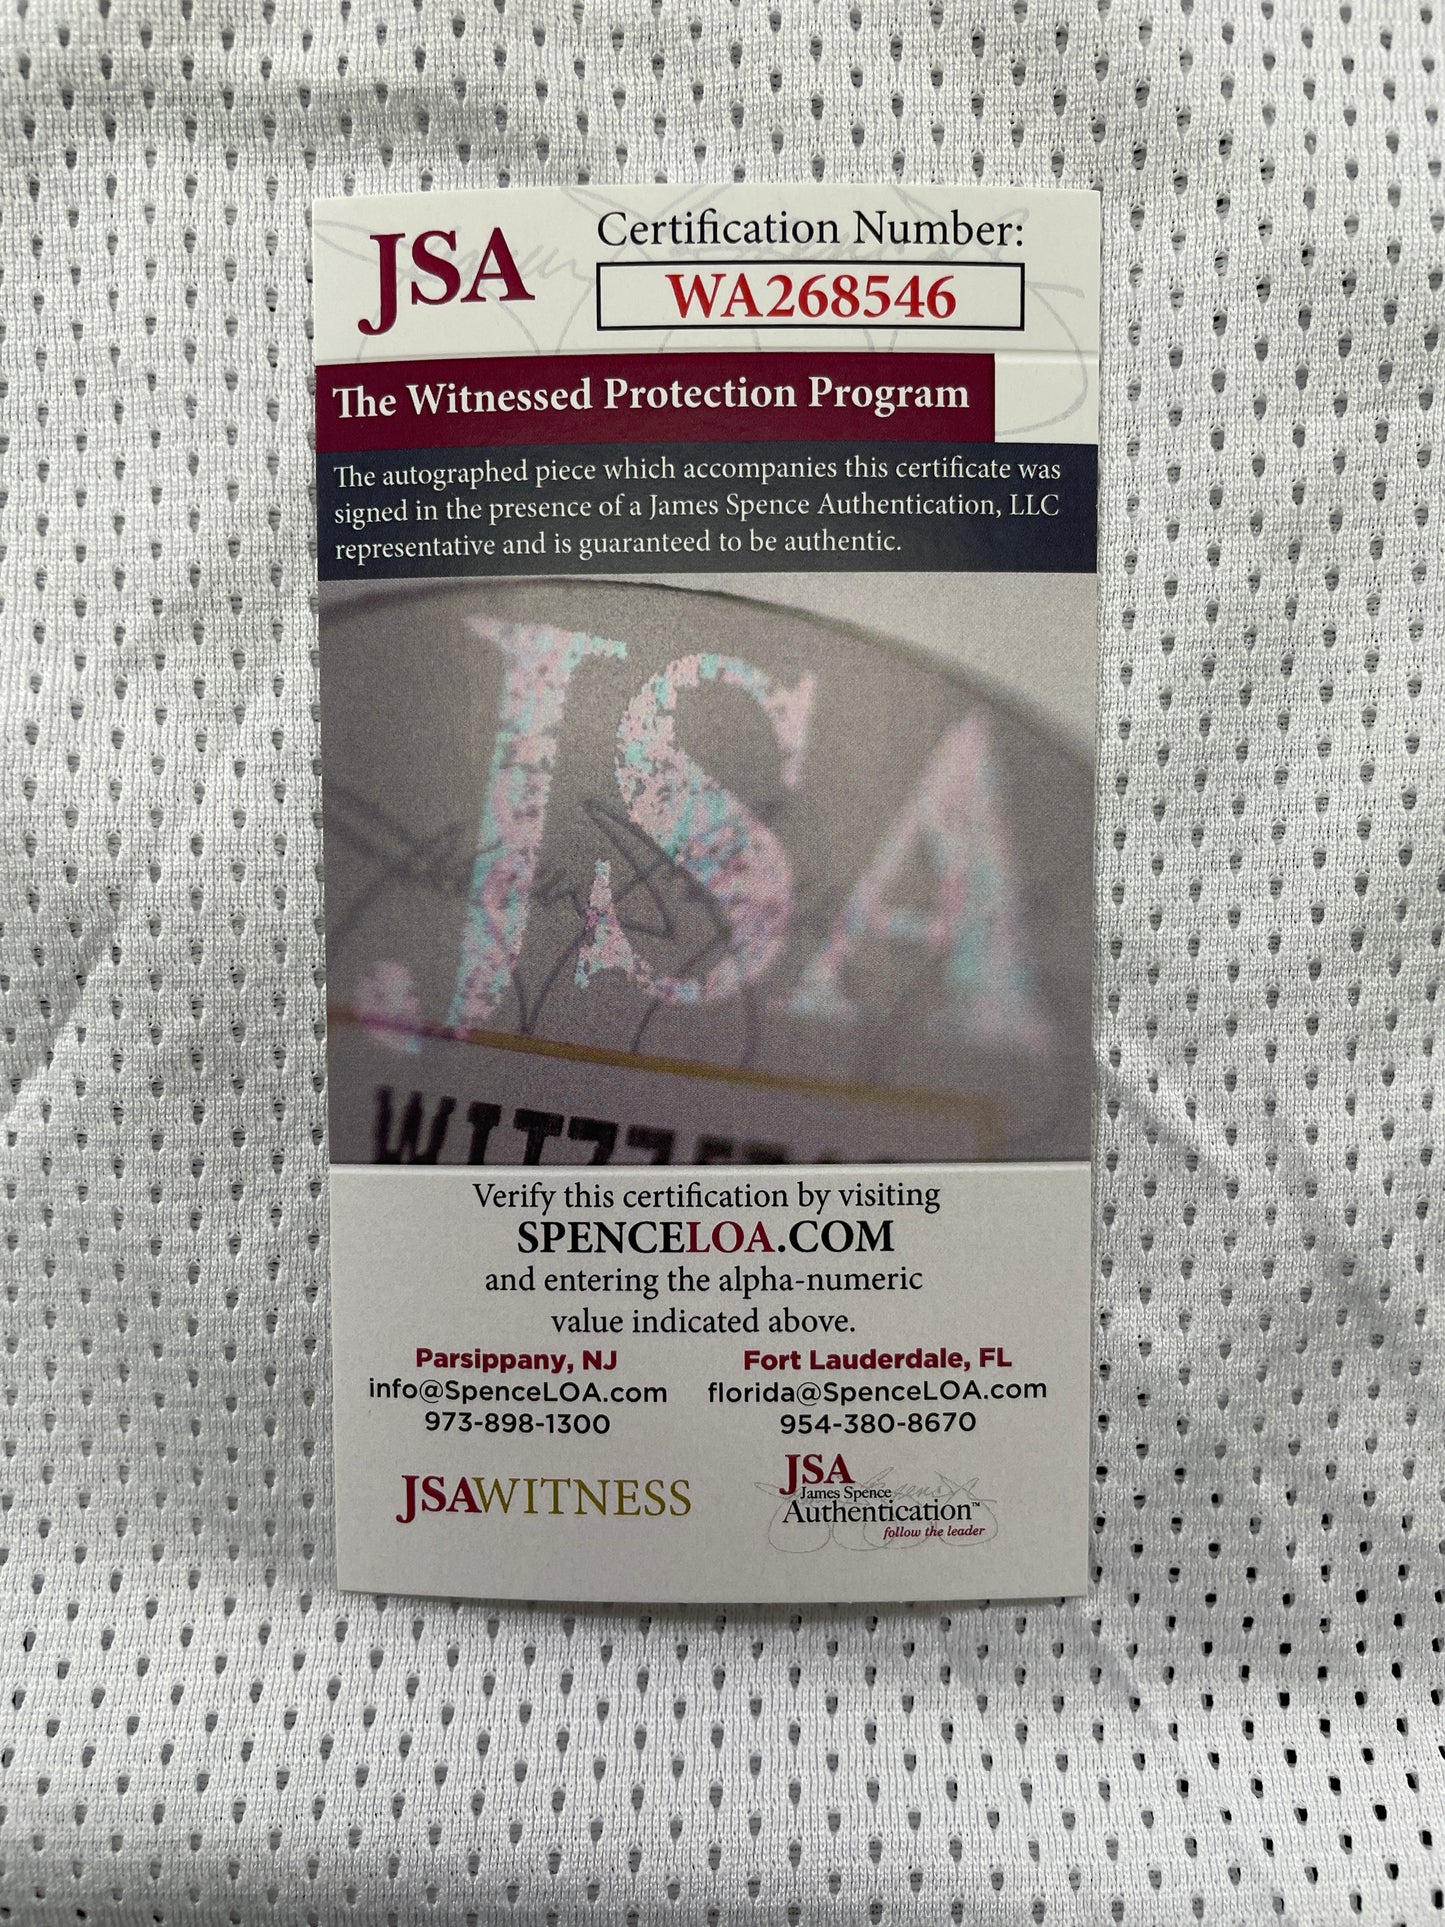 JSA
Certification Number:
WA268546
The Witnessed Protection Program
The autographed piece which accompanies this certificate was
signed in the presence of a James Spence Authentication, LLC
representative and is guaranteed to be authentic.
JSA
Verify this certification by visiting
SPENCELOA.COM
and entering the alpha-numeric
value indicated above.
Parsippany, NJ
info@SpenceLOA.com
973-898-1300
Fort Lauderdale, FL
florida@SpenceLOA.com
954-380-8670
JSAWITNESS
JSA
James Spence
Authentication™
follow the leader